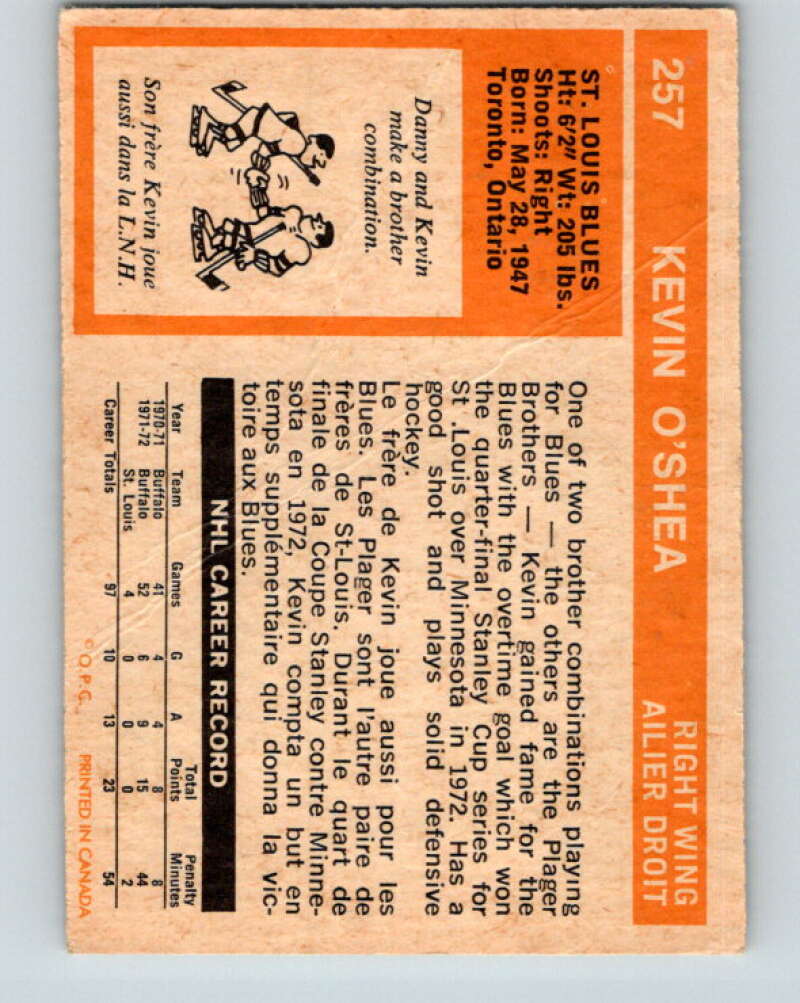 257 KEVIN O'SHEA
RIGHT WING
AILIER DROIT
ST. LOUIS BLUES
Ht: 6'2" Wt: 205 lbs.
Shoots: Right
Born: May 28, 1947
Toronto, Ontario
Danny and Kevin
make a brother
combination.
Son frère Kevin joue
aussi dans la L.N.H.
One of two brother combinations playing
for Blues — the others are the Plager
Brothers — Kevin gained fame for the
Blues with the overtime goal which won
the quarter-final Stanley Cup series for
St .Louis over Minnesota in 1972. Has a
good shot and plays solid defensive
hockey.
Le frère de Kevin joue aussi pour les
Blues. Les Plager sont l'autre paire de
frères de St-Louis. Durant le quart de
finale de la Coupe Stanley contre Minne-
sota en 1972, Kevin compta un but en
temps supplémentaire qui donna la vic-
toire aux Blues.
NHL CAREER RECORD
Year Team Games G A Total Points Penalty Minutes
1970-71 Buffalo 41 4 4 8 8
1971-72 Buffalo 52 6 9 15 44
St. Louis 4 0 0 0 2
Career Totals 97 10 13 23 54
© O.P.C. PRINTED IN CANADA